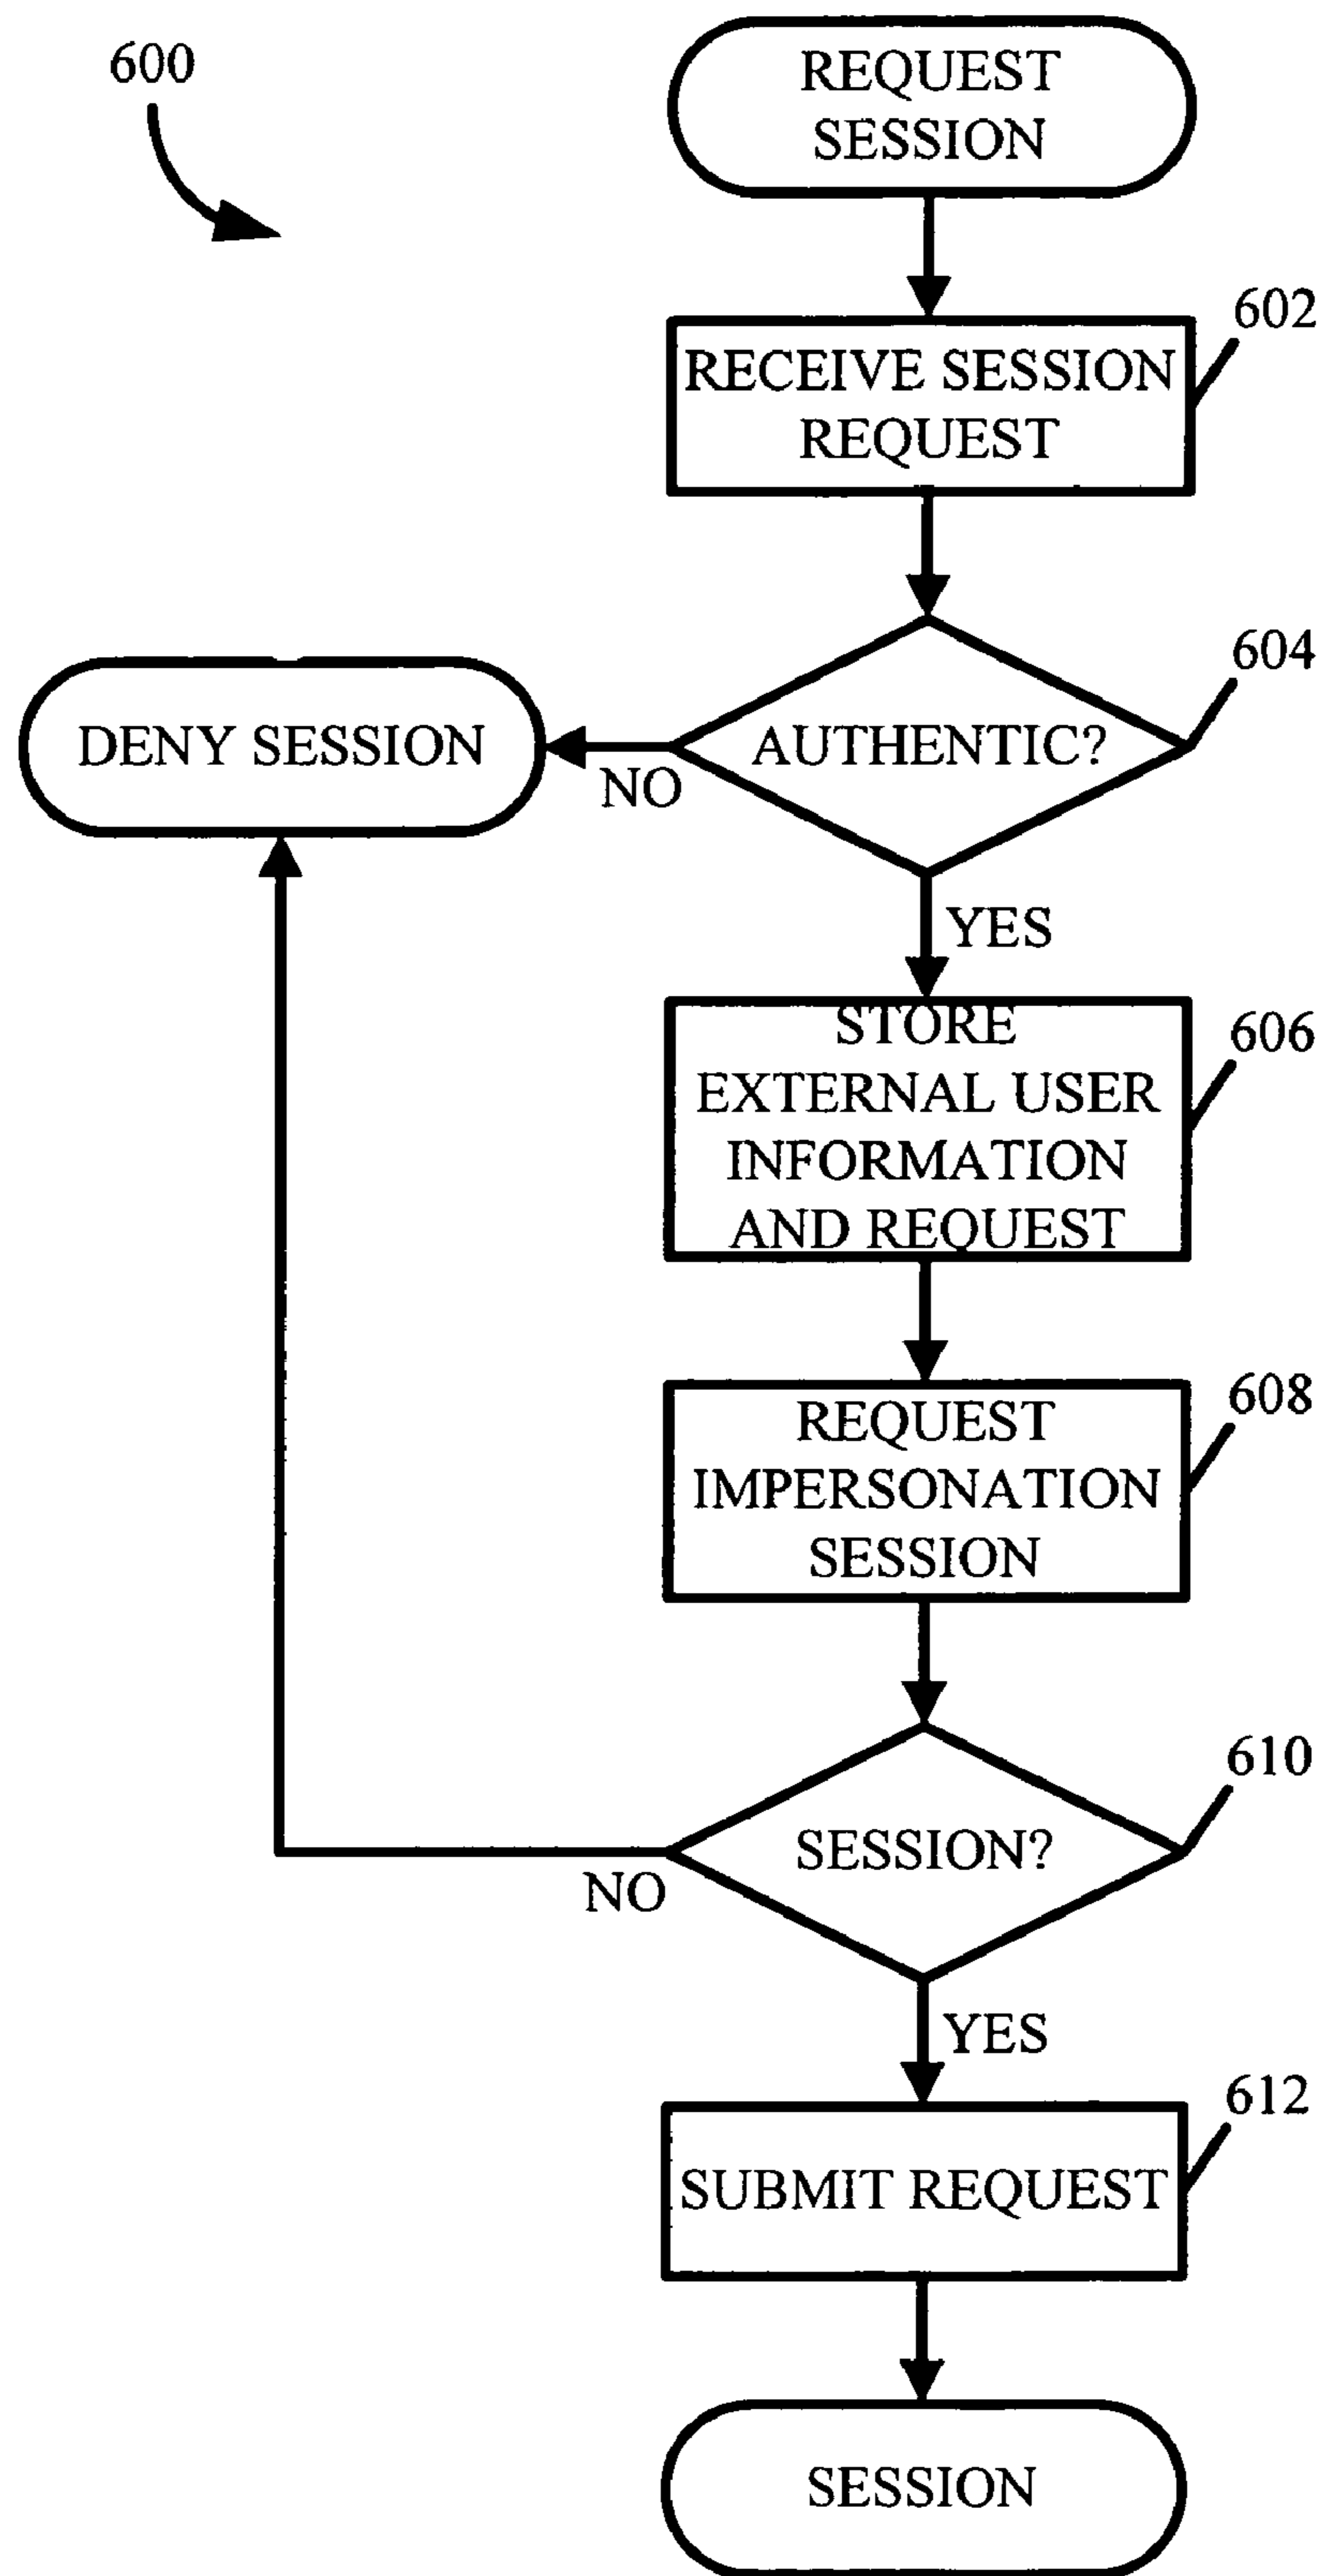 600
REQUEST
SESSION
602
RECEIVE SESSION
REQUEST
604
AUTHENTIC?
DENY SESSION
NO
YES
606
STORE
EXTERNAL USER
INFORMATION
AND REQUEST
608
REQUEST
IMPERSONATION
SESSION
610
SESSION?
NO
YES
612
SUBMIT REQUEST
SESSION